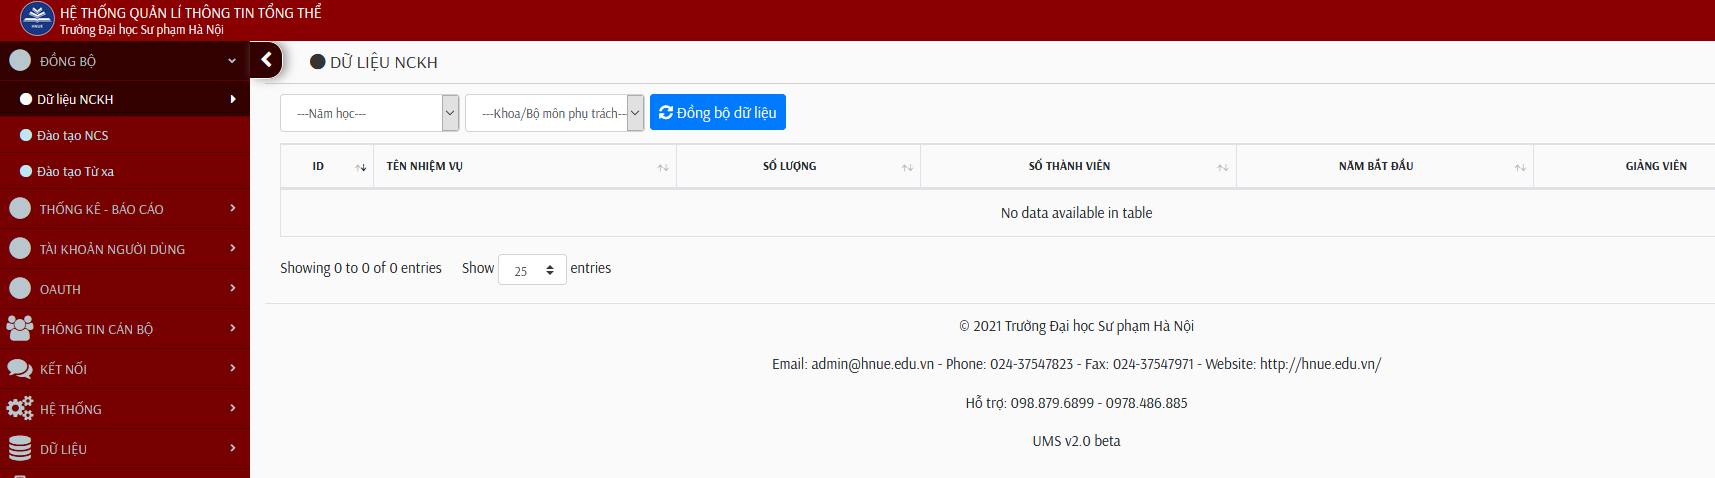 HỆ THỐNG QUẢN LÍ THÔNG TIN TỔNG THỂ
Trường Đại học Sư phạm Hà Nội
HNUE
ĐỒNG BỘ
Dữ liệu NCKH
Đào tạo NCS
Đào tạo Từ xa
THỐNG KÊ - BÁO CÁO
TÀI KHOẢN NGƯỜI DÙNG
OAUTH
THÔNG TIN CÁN BỘ
KẾT NỐI
HỆ THỐNG
DỮ LIỆU
DỮ LIỆU NCKH
---Năm học--- ---Khoa/Bộ môn phụ trách--- Đồng bộ dữ liệu
ID TÊN NHIỆM VỤ SỐ LƯỢNG SỐ THÀNH VIÊN NĂM BẮT ĐẦU GIẢNG VIÊN
No data available in table
Showing 0 to 0 of 0 entries Show 25 entries
© 2021 Trường Đại học Sư phạm Hà Nội
Email: admin@hnue.edu.vn - Phone: 024-37547823 - Fax: 024-37547971 - Website: http://hnue.edu.vn/
Hỗ trợ: 098.879.6899 - 0978.486.885
UMS v2.0 beta